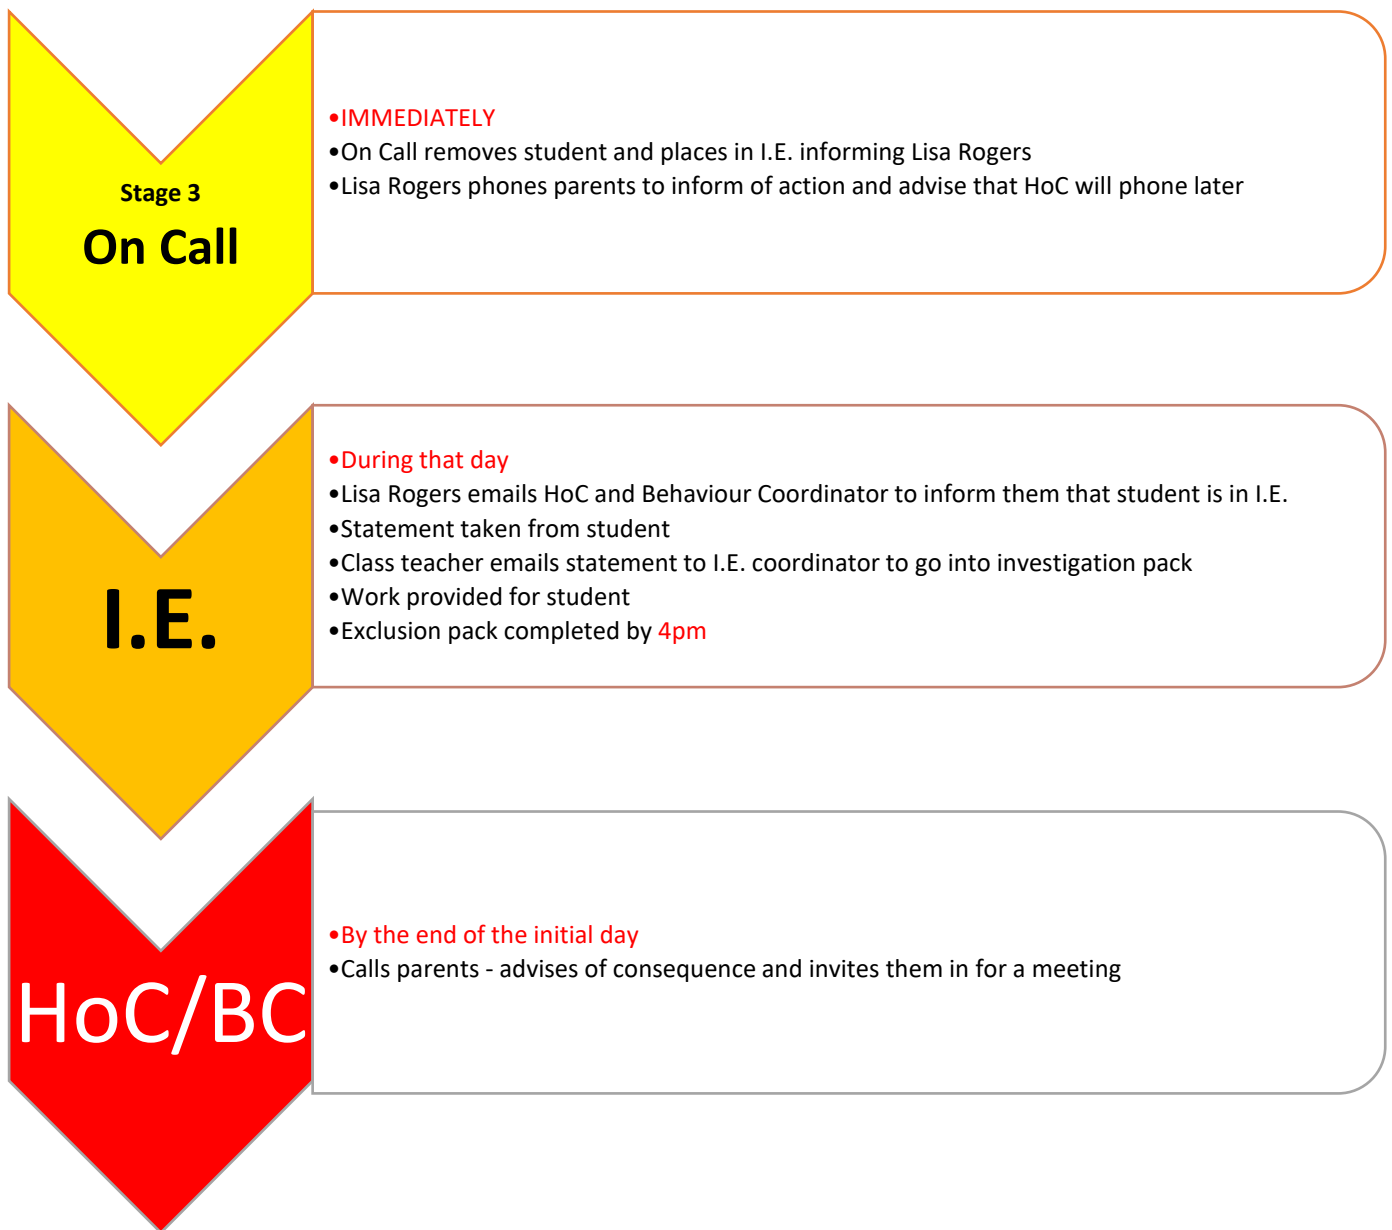 Stage 3
On Call
•IMMEDIATELY
•On Call removes student and places in I.E. informing Lisa Rogers
•Lisa Rogers phones parents to inform of action and advise that HoC will phone later
I.E.
•During that day
•Lisa Rogers emails HoC and Behaviour Coordinator to inform them that student is in I.E.
•Statement taken from student
•Class teacher emails statement to I.E. coordinator to go into investigation pack
•Work provided for student
•Exclusion pack completed by 4pm
HoC/BC
•By the end of the initial day
•Calls parents - advises of consequence and invites them in for a meeting